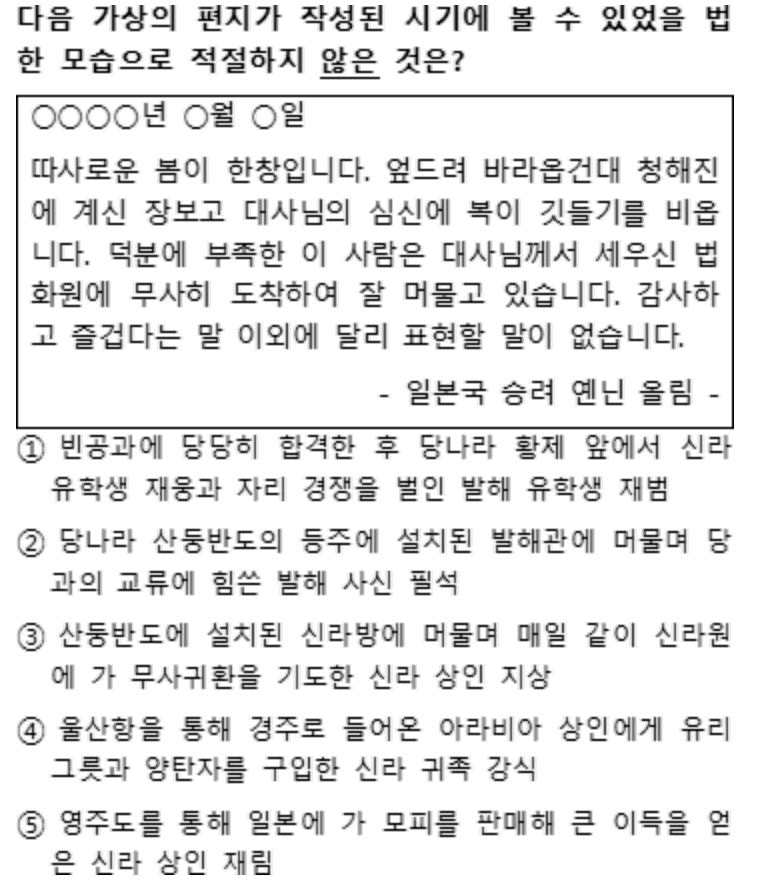 다음 가상의 편지가 작성된 시기에 볼 수 있었을 법
한 모습으로 적절하지 않은 것은?
○○○○년 ○월 ○일
따사로운 봄이 한창입니다. 엎드려 바라옵건대 청해진
에 계신 장보고 대사님의 심신에 복이 깃들기를 비옵
니다. 덕분에 부족한 이 사람은 대사님께서 세우신 법
화원에 무사히 도착하여 잘 머물고 있습니다. 감사하
고 즐겁다는 말 이외에 달리 표현할 말이 없습니다.
- 일본국 승려 옌닌 올림 -
① 빈공과에 당당히 합격한 후 당나라 황제 앞에서 신라
유학생 재웅과 자리 경쟁을 벌인 발해 유학생 재범
② 당나라 산둥반도의 등주에 설치된 발해관에 머물며 당
과의 교류에 힘쓴 발해 사신 필석
③ 산둥반도에 설치된 신라방에 머물며 매일 같이 신라원
에 가 무사귀환을 기도한 신라 상인 지상
④ 울산항을 통해 경주로 들어온 아라비아 상인에게 유리
그릇과 양탄자를 구입한 신라 귀족 강식
⑤ 영주도를 통해 일본에 가 모피를 판매해 큰 이득을 얻
은 신라 상인 재림